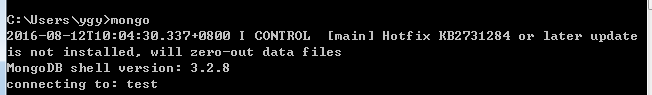 C:\Users\ygy>mongo
2016-08-12T10:04:30.337+0800 I CONTROL  [main] Hotfix KB2731284 or later update
is not installed, will zero-out data files
MongoDB shell version: 3.2.8
connecting to: test